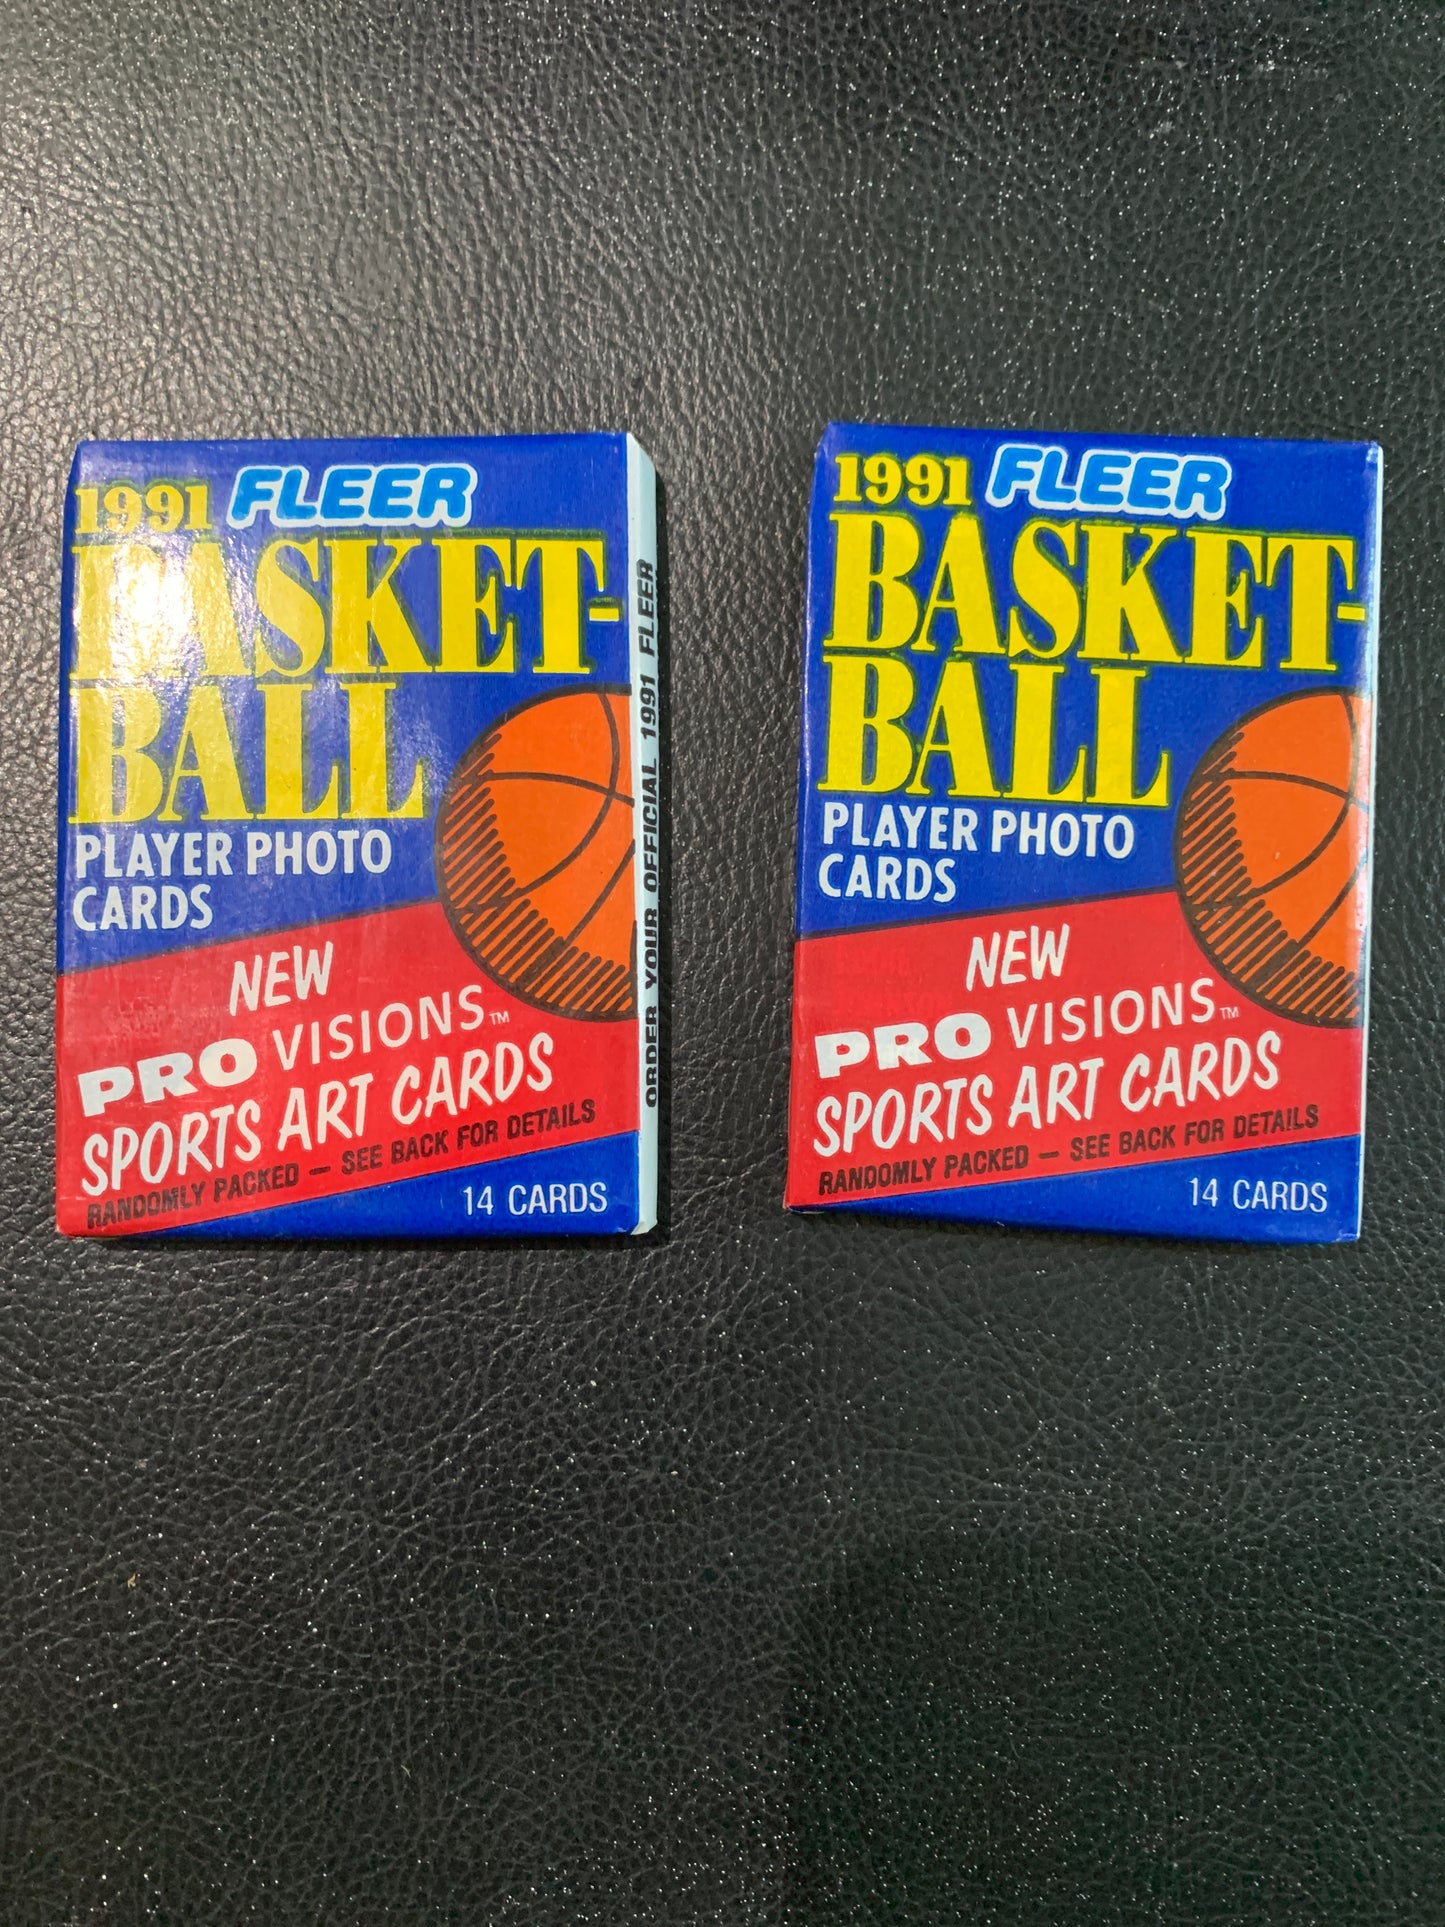 1991 FLEER
BASKET-
BALL
PLAYER PHOTO
CARDS
NEW
PRO VISIONS™
SPORTS ART CARDS
RANDOMLY PACKED — SEE BACK FOR DETAILS
14 CARDS
ORDER YOUR OFFICIAL 1991 FLEER
1991 FLEER
BASKET-
BALL
PLAYER PHOTO
CARDS
NEW
PRO VISIONS™
SPORTS ART CARDS
RANDOMLY PACKED — SEE BACK FOR DETAILS
14 CARDS